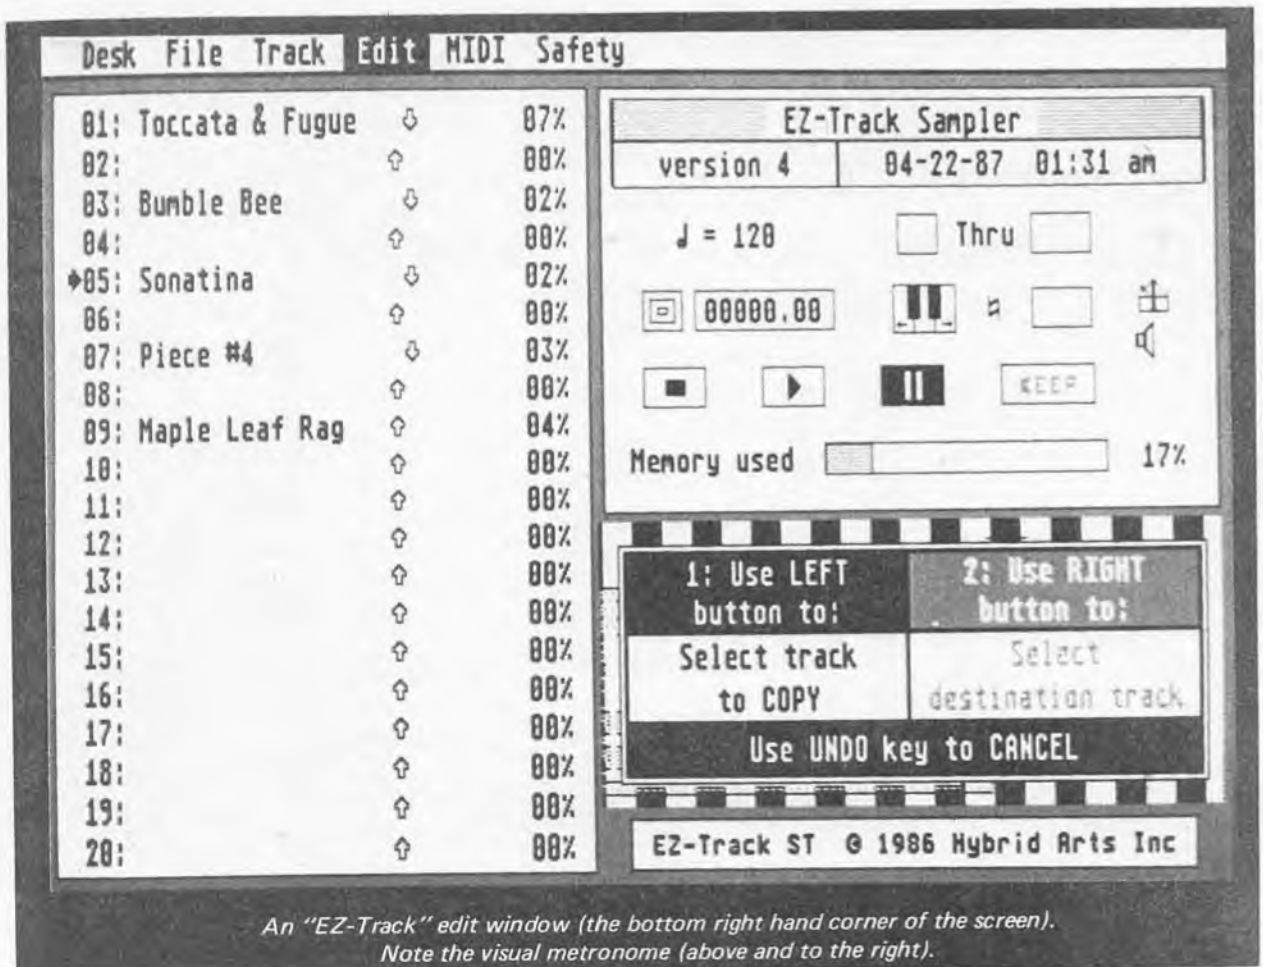 Desk File Track Edit MIDI Safety
01: Toccata & Fugue ⇩ 07%
02: ⇧ 00%
03: Bumble Bee ⇩ 02%
04: ⇧ 00%
05: Sonatina ⇩ 02%
06: ⇧ 00%
07: Piece #4 ⇩ 03%
08: ⇧ 00%
09: Maple Leaf Rag ⇧ 04%
10: ⇧ 00%
11: ⇧ 00%
12: ⇧ 00%
13: ⇧ 00%
14: ⇧ 00%
15: ⇧ 00%
16: ⇧ 00%
17: ⇧ 00%
18: ⇧ 00%
19: ⇧ 00%
20: ⇧ 00%
EZ-Track Sampler
version 4 04-22-87 01:31 am
♩ = 120 Thru
00000.00 ♮
KEEP
Memory used 17%
1: Use LEFT
button to:
2: Use RIGHT
button to:
Select track
to COPY
Select
destination track
Use UNDO key to CANCEL
EZ-Track ST © 1986 Hybrid Arts Inc
An "EZ-Track" edit window (the bottom right hand corner of the screen).
Note the visual metronome (above and to the right).